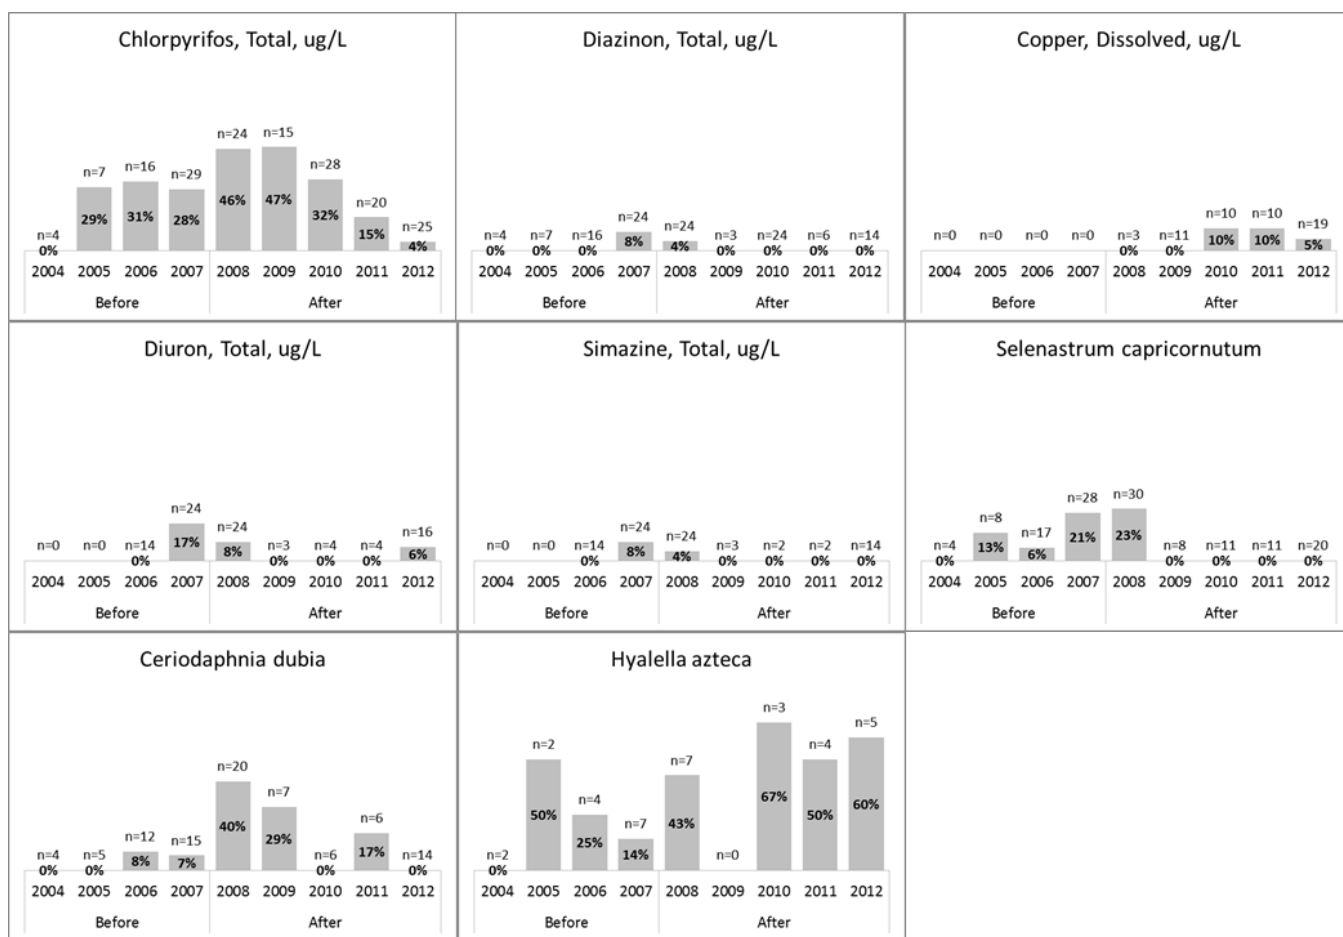 Chlorpyrifos, Total, ug/L
n=4 n=7 n=16 n=29 n=24 n=15 n=28 n=20 n=25
0% 29% 31% 28% 46% 47% 32% 15% 4%
2004 2005 2006 2007 2008 2009 2010 2011 2012
Before After
Diazinon, Total, ug/L
n=4 n=7 n=16 n=24 n=24 n=3 n=24 n=6 n=14
0% 0% 0% 8% 4% 0% 0% 0% 0%
2004 2005 2006 2007 2008 2009 2010 2011 2012
Before After
Copper, Dissolved, ug/L
n=0 n=0 n=0 n=0 n=3 n=11 n=10 n=10 n=19
0% 0% 10% 10% 5%
2004 2005 2006 2007 2008 2009 2010 2011 2012
Before After
Diuron, Total, ug/L
n=0 n=0 n=14 n=24 n=24 n=3 n=4 n=4 n=16
0% 17% 8% 0% 0% 0% 6%
2004 2005 2006 2007 2008 2009 2010 2011 2012
Before After
Simazine, Total, ug/L
n=0 n=0 n=14 n=24 n=24 n=3 n=2 n=2 n=14
0% 8% 4% 0% 0% 0% 0%
2004 2005 2006 2007 2008 2009 2010 2011 2012
Before After
Selenastrum capricornutum
n=4 n=8 n=17 n=28 n=30 n=8 n=11 n=11 n=20
0% 13% 6% 21% 23% 0% 0% 0% 0%
2004 2005 2006 2007 2008 2009 2010 2011 2012
Before After
Ceriodaphnia dubia
n=4 n=5 n=12 n=15 n=20 n=7 n=6 n=6 n=14
0% 0% 8% 7% 40% 29% 0% 17% 0%
2004 2005 2006 2007 2008 2009 2010 2011 2012
Before After
Hyalella azteca
n=2 n=2 n=4 n=7 n=7 n=0 n=3 n=4 n=5
0% 50% 25% 14% 43% 67% 50% 60%
2004 2005 2006 2007 2008 2009 2010 2011 2012
Before After